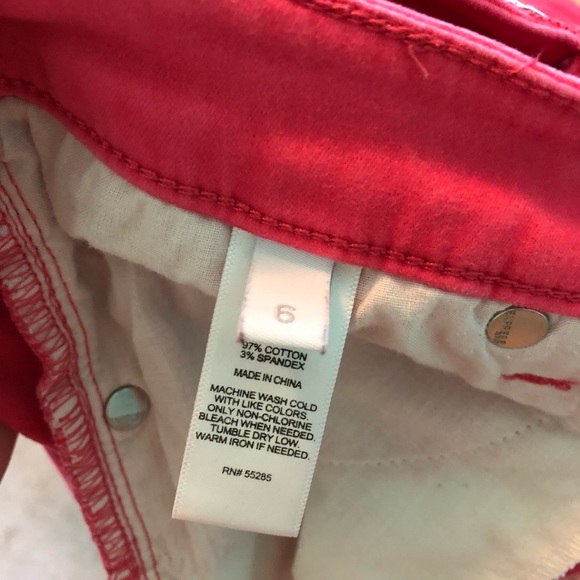 6
97% COTTON
3% SPANDEX
MADE IN CHINA
MACHINE WASH COLD
WITH LIKE COLORS.
ONLY NON-CHLORINE
BLEACH WHEN NEEDED.
TUMBLE DRY LOW.
WARM IRON IF NEEDED.
RN# 55285